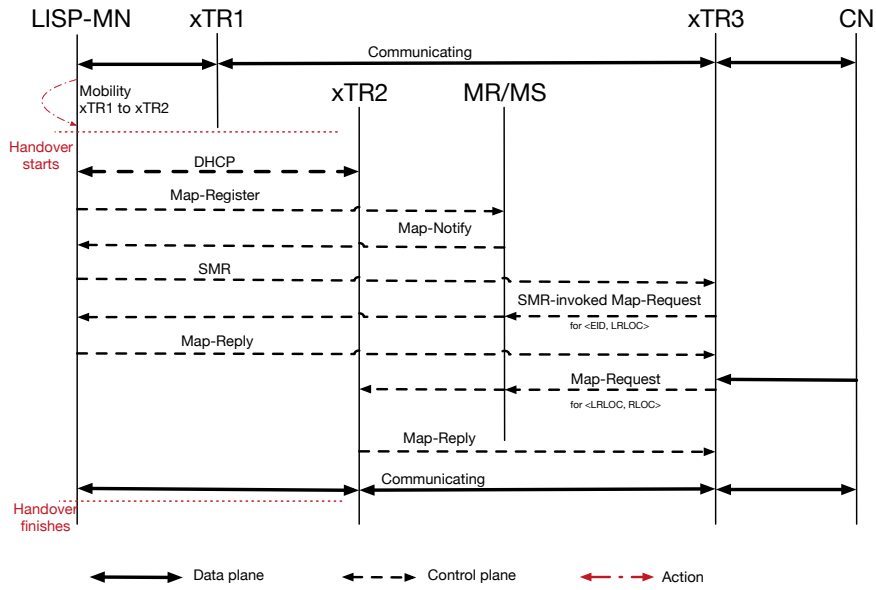 LISP-MN xTR1 xTR3 CN
Communicating
Mobility
xTR1 to xTR2
xTR2 MR/MS
Handover
starts
DHCP
Map-Register
Map-Notify
SMR
SMR-invoked Map-Request
for <EID, LRLOC>
Map-Reply
Map-Request
for <LRLOC, RLOC>
Map-Reply
Communicating
Handover
finishes
Data plane Control plane Action